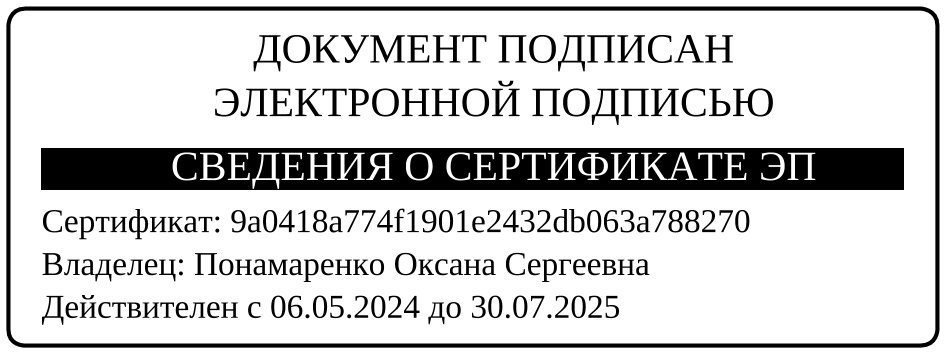 ДОКУМЕНТ ПОДПИСАН
ЭЛЕКТРОННОЙ ПОДПИСЬЮ
СВЕДЕНИЯ О СЕРТИФИКАТЕ ЭП
Сертификат: 9a0418a774f1901e2432db063a788270
Владелец: Понамаренко Оксана Сергеевна
Действителен с 06.05.2024 до 30.07.2025